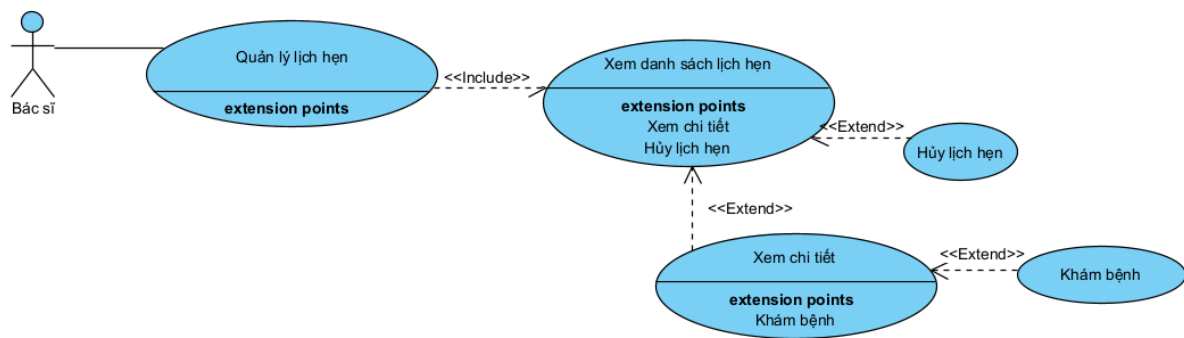 Bác sĩ
Quản lý lịch hẹn
extension points
<<Include>>
Xem danh sách lịch hẹn
extension points
Xem chi tiết
Hủy lịch hẹn
<<Extend>>
Hủy lịch hẹn
<<Extend>>
Xem chi tiết
extension points
Khám bệnh
<<Extend>>
Khám bệnh